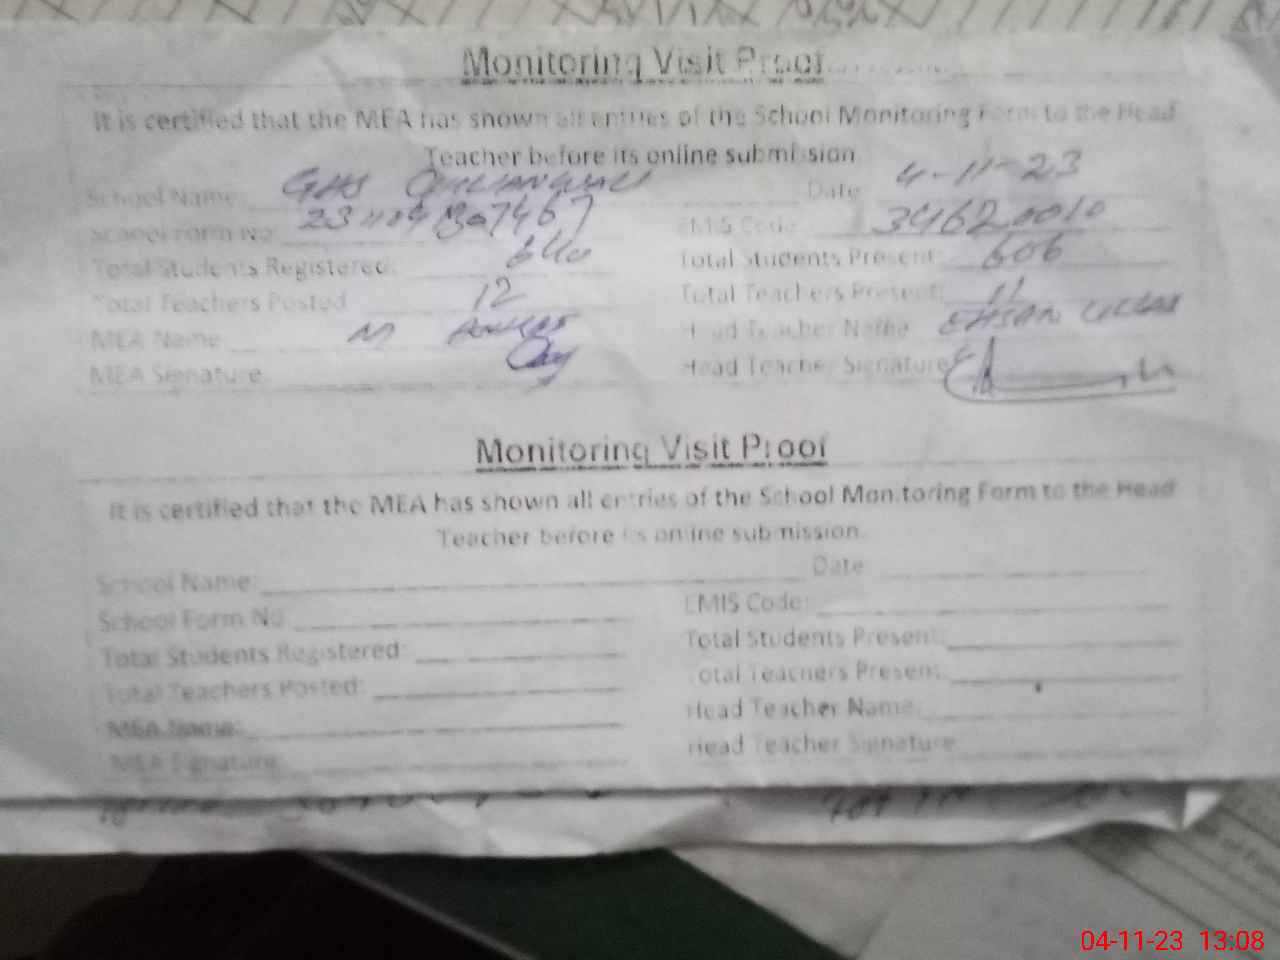 Monitoring Visit Proof
It is certified that the MEA has shown all entries of the School Monitoring Form to the Head
Teacher before its online submission.
School Name: GHS Date 4-11-23
School Form No EMIS Code: 34620010
Total Students Registered: 640 Total Students Present: 606
Total Teachers Posted 12 Total Teachers Present: 11
MEA Name M Head Teacher Name EHSAN ULLAH
MEA Signature Head Teacher Signature
Monitoring Visit Proof
It is certified that the MEA has shown all entries of the School Monitoring Form to the Head
Teacher before its online submission.
School Name: Date
School Form No EMIS Code:
Total Students Registered: Total Students Present:
Total Teachers Posted: Total Teachers Present:
MEA Name: Head Teacher Name:
MEA Signature: Head Teacher Signature
04-11-23 13:08